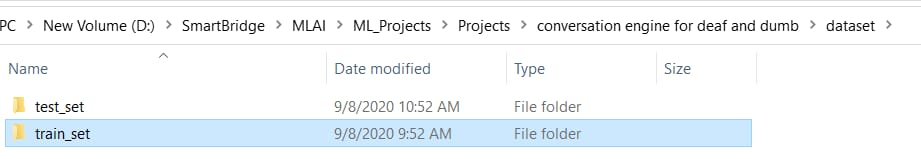 PC > New Volume (D:) > SmartBridge > MLAI > ML_Projects > Projects > conversation engine for deaf and dumb > dataset >
Name Date modified Type Size
test_set 9/8/2020 10:52 AM File folder
train_set 9/8/2020 9:52 AM File folder